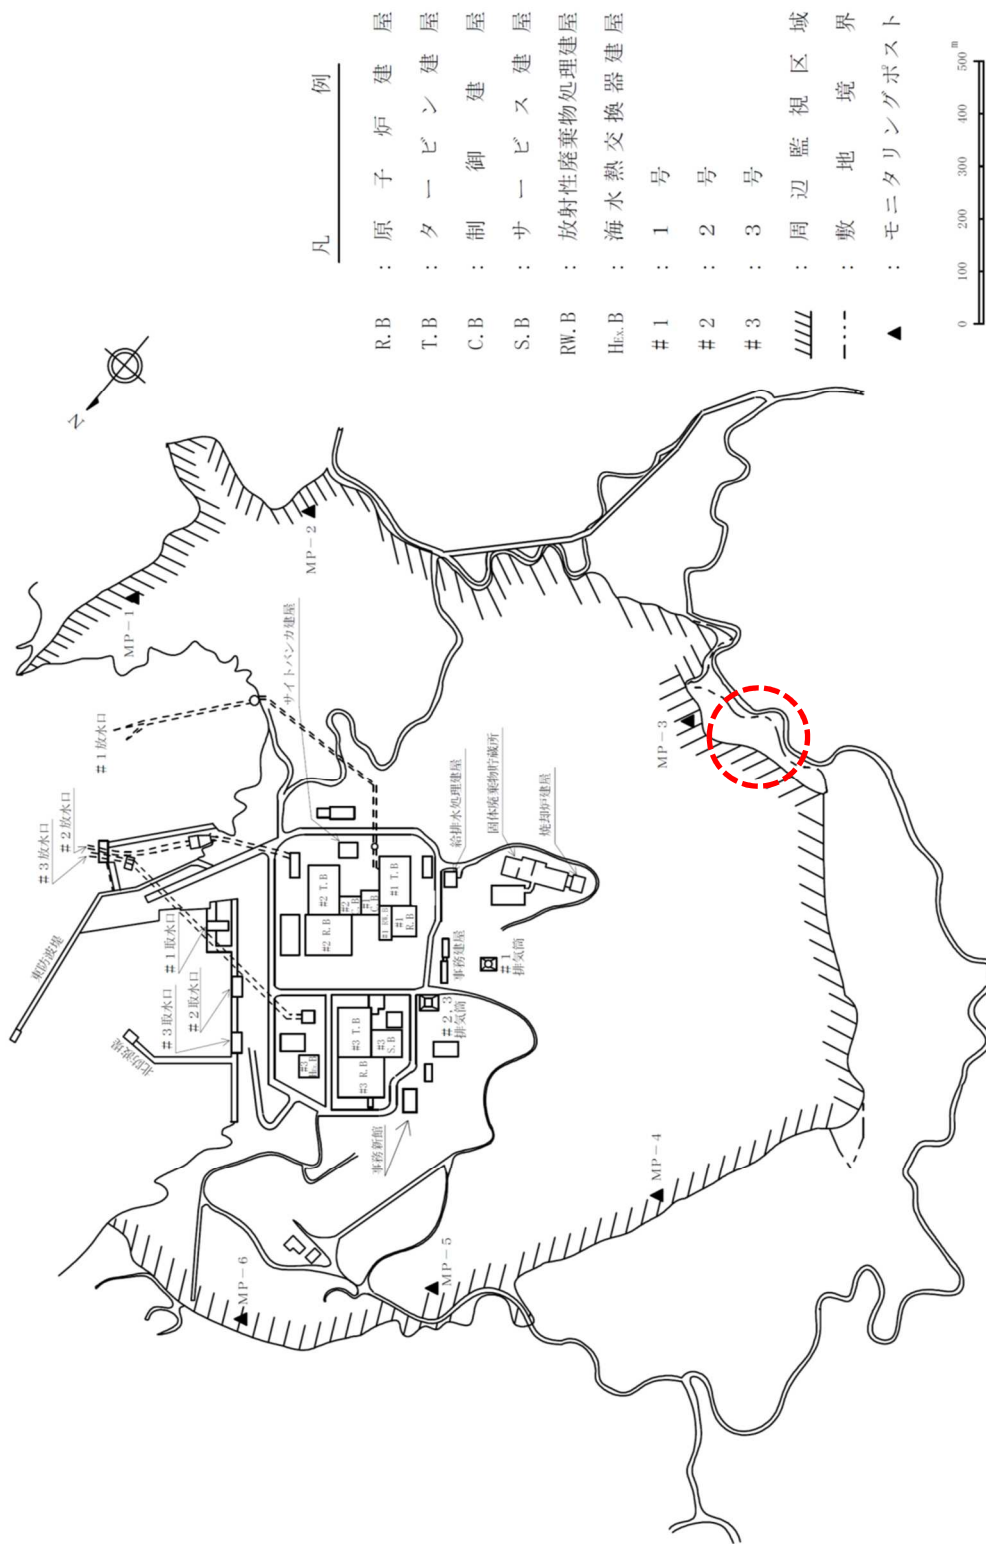 凡例
R.B : 原子炉建屋
T.B : タービン建屋
C.B : 制御建屋
S.B : サービス建屋
RW.B : 放射性廃棄物処理建屋
HEX.B : 海水熱交換器建屋
#1 : 1号
#2 : 2号
#3 : 3号
: 周辺監視区域
: 敷地境界
▲ : モニタリングポスト
0 100 200 300 400 500 m
N
MP-1
MP-2
MP-3
MP-4
MP-5
MP-6
#1放水口
#2放水口
#3放水口
#1取水口
#2取水口
#3取水口
東防波堤
北防波堤
サイトバンカ建屋
給排水処理建屋
固体廃棄物貯蔵所
焼却炉建屋
事務建屋
#1
排気筒
#2,3
排気筒
事務新館
#2 T.B
#2 R.B
#2
#1
C.B
#1 T.B
#1 RW.B
#1
R.B
#3 T.B
#3
S.B
#3 R.B
#3